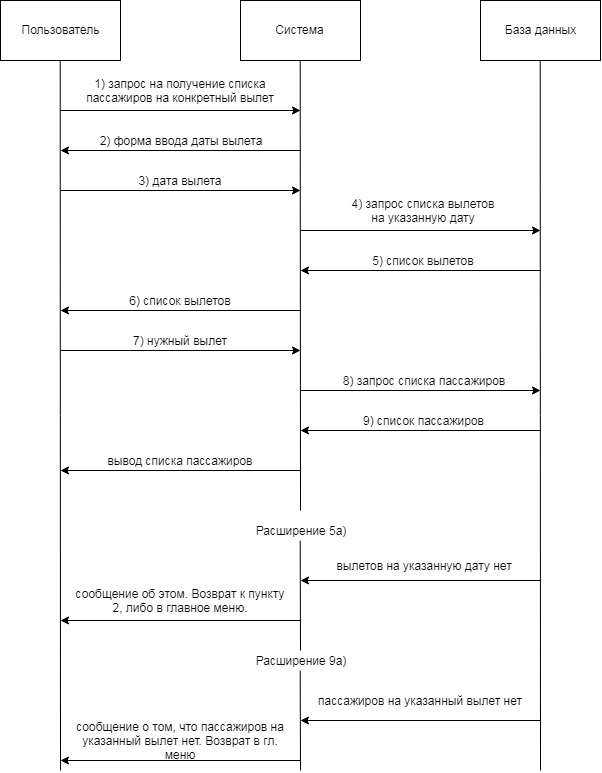 Пользователь
Система
База данных
1) запрос на получение списка
пассажиров на конкретный вылет
2) форма ввода даты вылета
3) дата вылета
4) запрос списка вылетов
на указанную дату
5) список вылетов
6) список вылетов
7) нужный вылет
8) запрос списка пассажиров
9) список пассажиров
вывод списка пассажиров
Расширение 5а)
вылетов на указанную дату нет
сообщение об этом. Возврат к пункту
2, либо в главное меню.
Расширение 9а)
пассажиров на указанный вылет нет
сообщение о том, что пассажиров на
указанный вылет нет. Возврат в гл.
меню